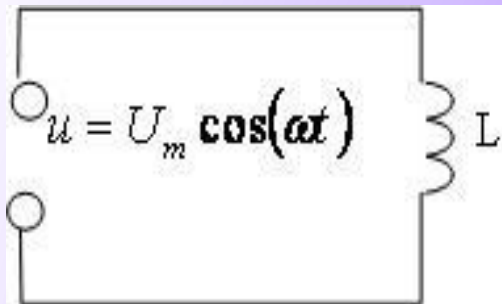 u = U_m cos(ωt)
L